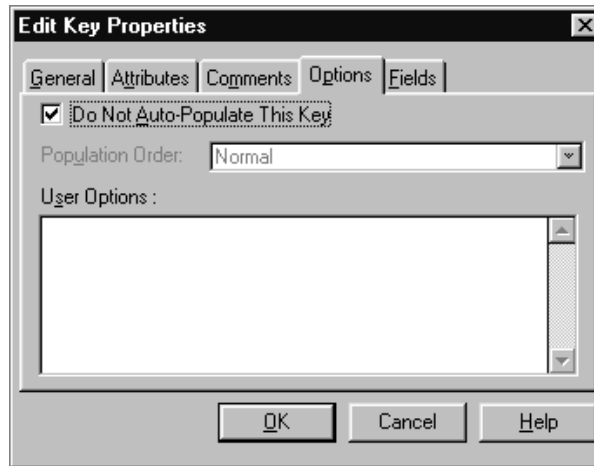 Edit Key Properties
General Attributes Comments Options Fields
Do Not Auto-Populate This Key
Population Order: Normal
User Options :
OK Cancel Help